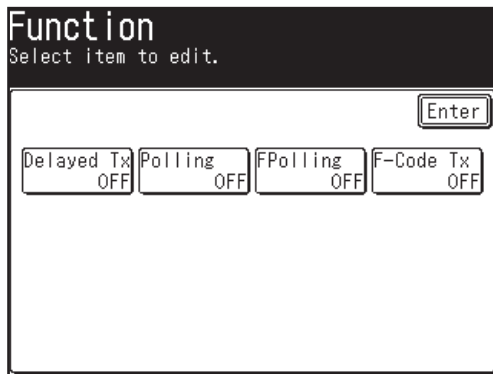 Function
Select item to edit.
Enter
Delayed Tx Polling FPolling F-Code Tx
OFF OFF OFF OFF